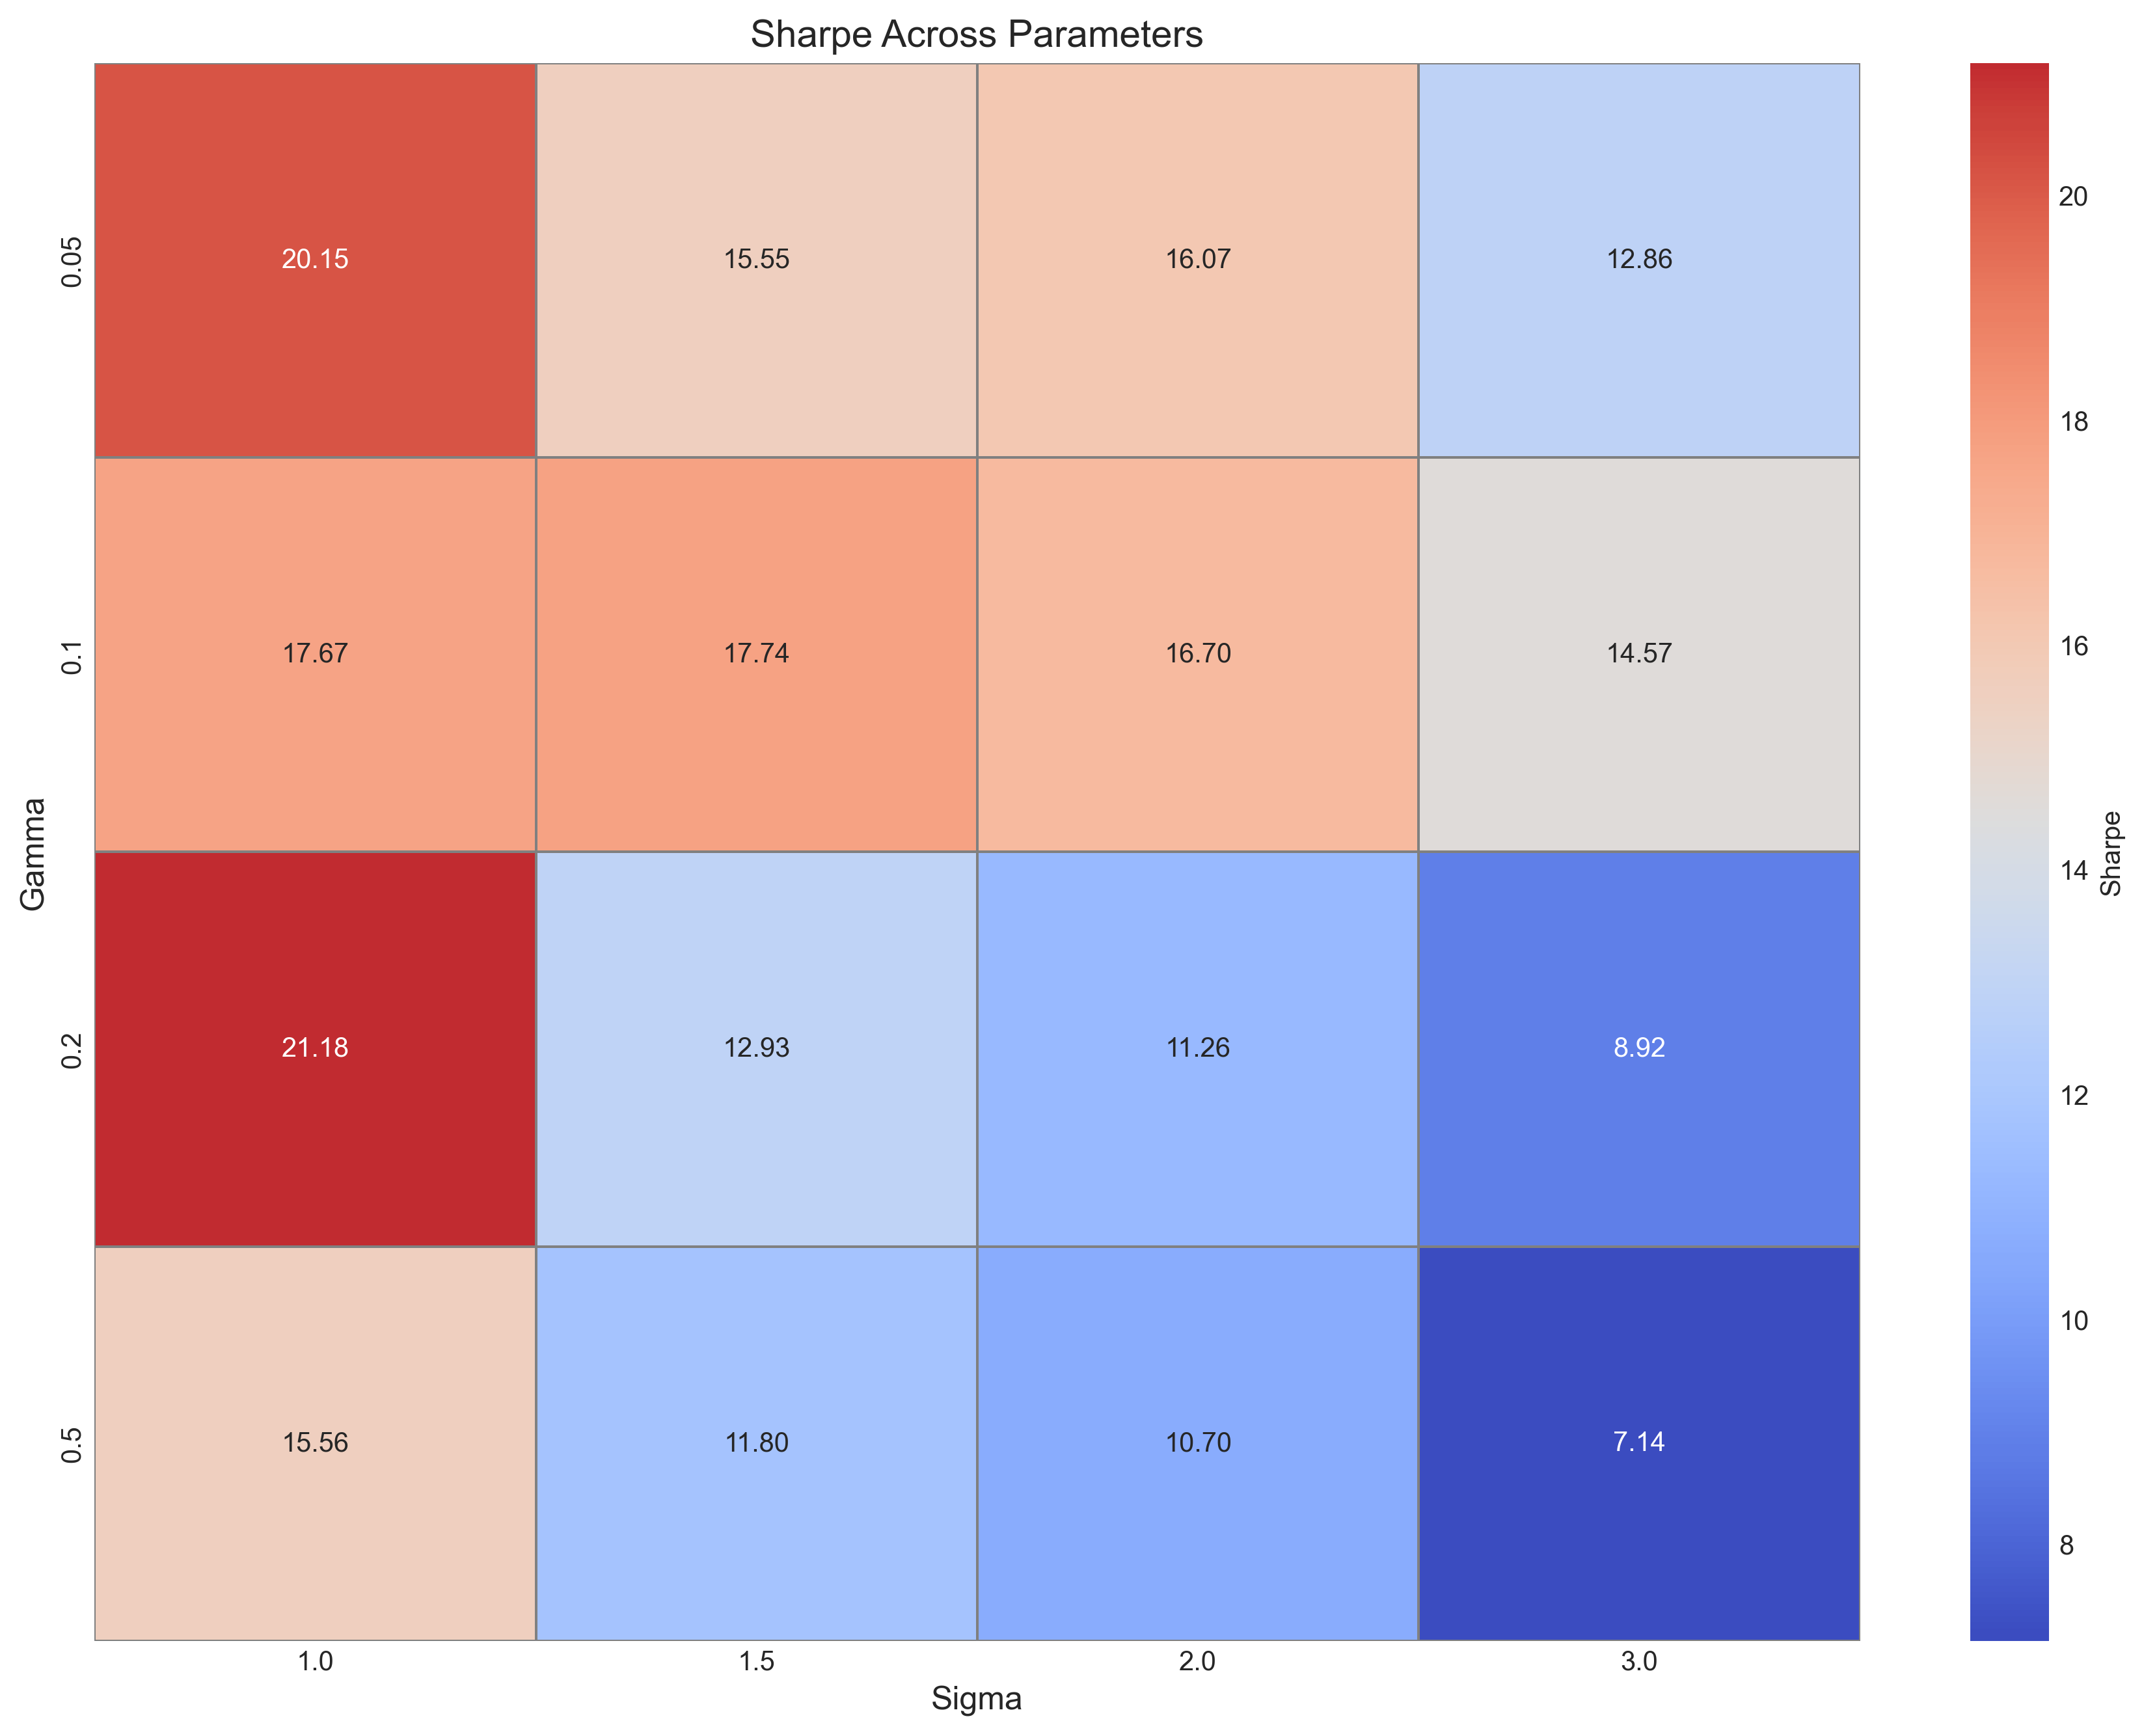 Sharpe Across Parameters
Gamma
0.05
20.15 15.55 16.07 12.86
0.1
17.67 17.74 16.70 14.57
0.2
21.18 12.93 11.26 8.92
0.5
15.56 11.80 10.70 7.14
1.0 1.5 2.0 3.0
Sigma
20
18
16
14
12
10
8
Sharpe